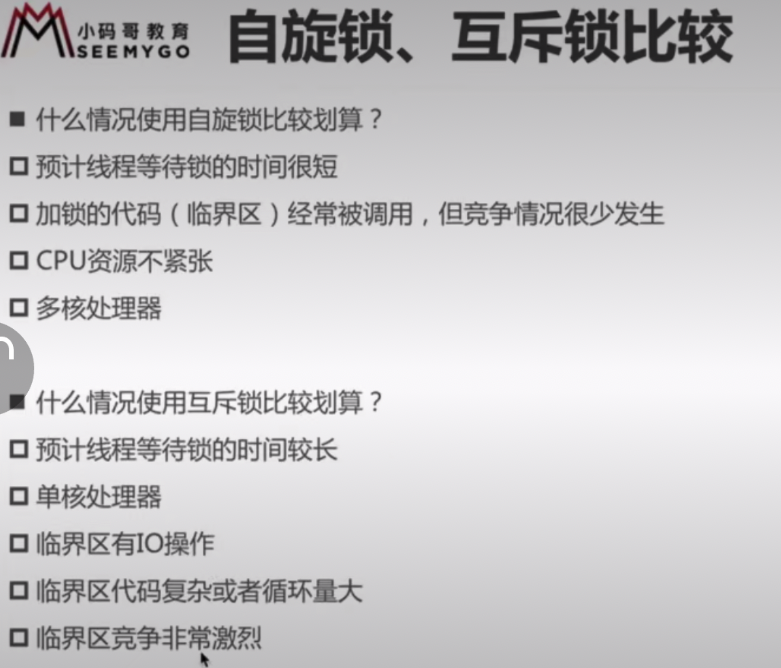 小码哥教育
SEEMYGO
自旋锁、互斥锁比较
什么情况使用自旋锁比较划算？
预计线程等待锁的时间很短
加锁的代码（临界区）经常被调用，但竞争情况很少发生
CPU资源不紧张
多核处理器
什么情况使用互斥锁比较划算？
预计线程等待锁的时间较长
单核处理器
临界区有IO操作
临界区代码复杂或者循环量大
临界区竞争非常激烈